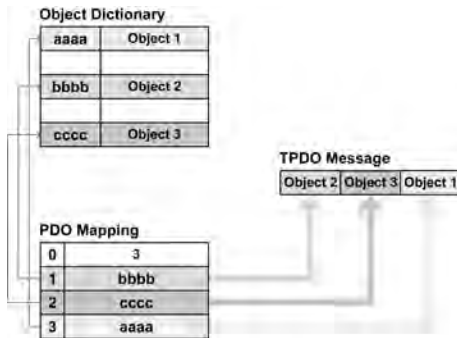 Object Dictionary
aaaa Object 1
bbbb Object 2
cccc Object 3
TPDO Message
Object 2 Object 3 Object 1
PDO Mapping
0 3
1 bbbb
2 cccc
3 aaaa